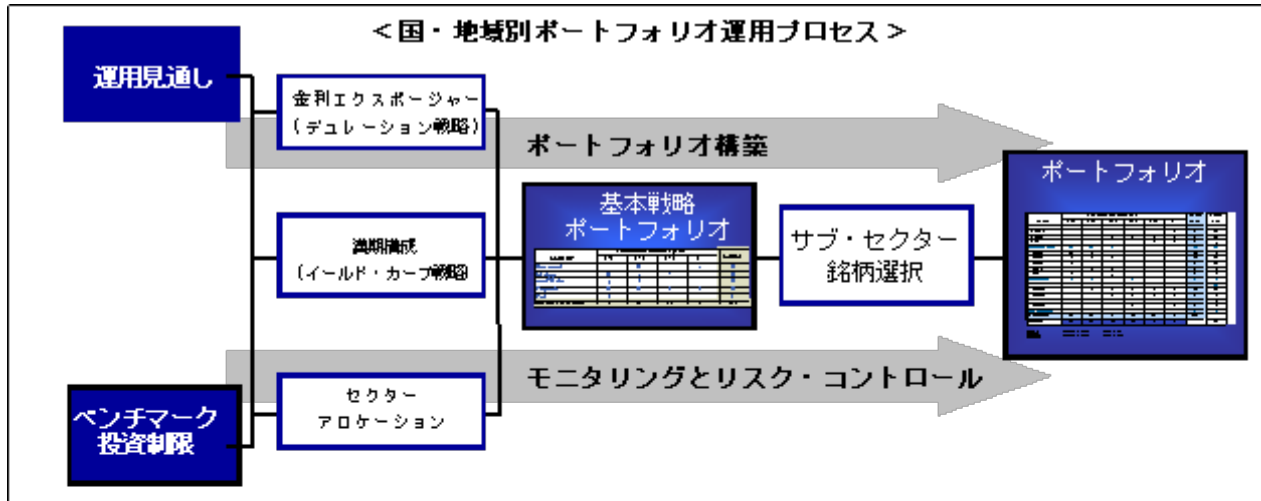 ＜国・地域別ポートフォリオ運用プロセス＞
運用見通し
金利エクスポージャー
(デュレーション戦略)
ポートフォリオ構築
満期構成
(イールド・カーブ戦略)
基本戦略
ポートフォリオ
サブ・セクター
銘柄選択
ポートフォリオ
モニタリングとリスク・コントロール
セクター
アロケーション
ベンチマーク
投資制限